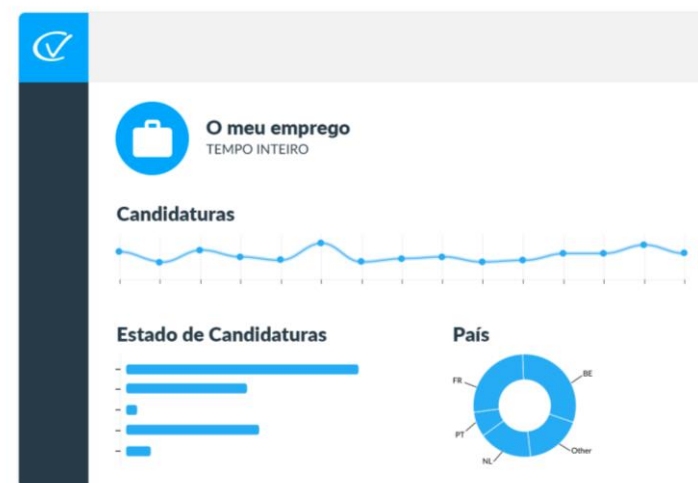 O meu emprego
TEMPO INTEIRO
Candidaturas
Estado de Candidaturas
País
FR
BE
PT
NL
Other